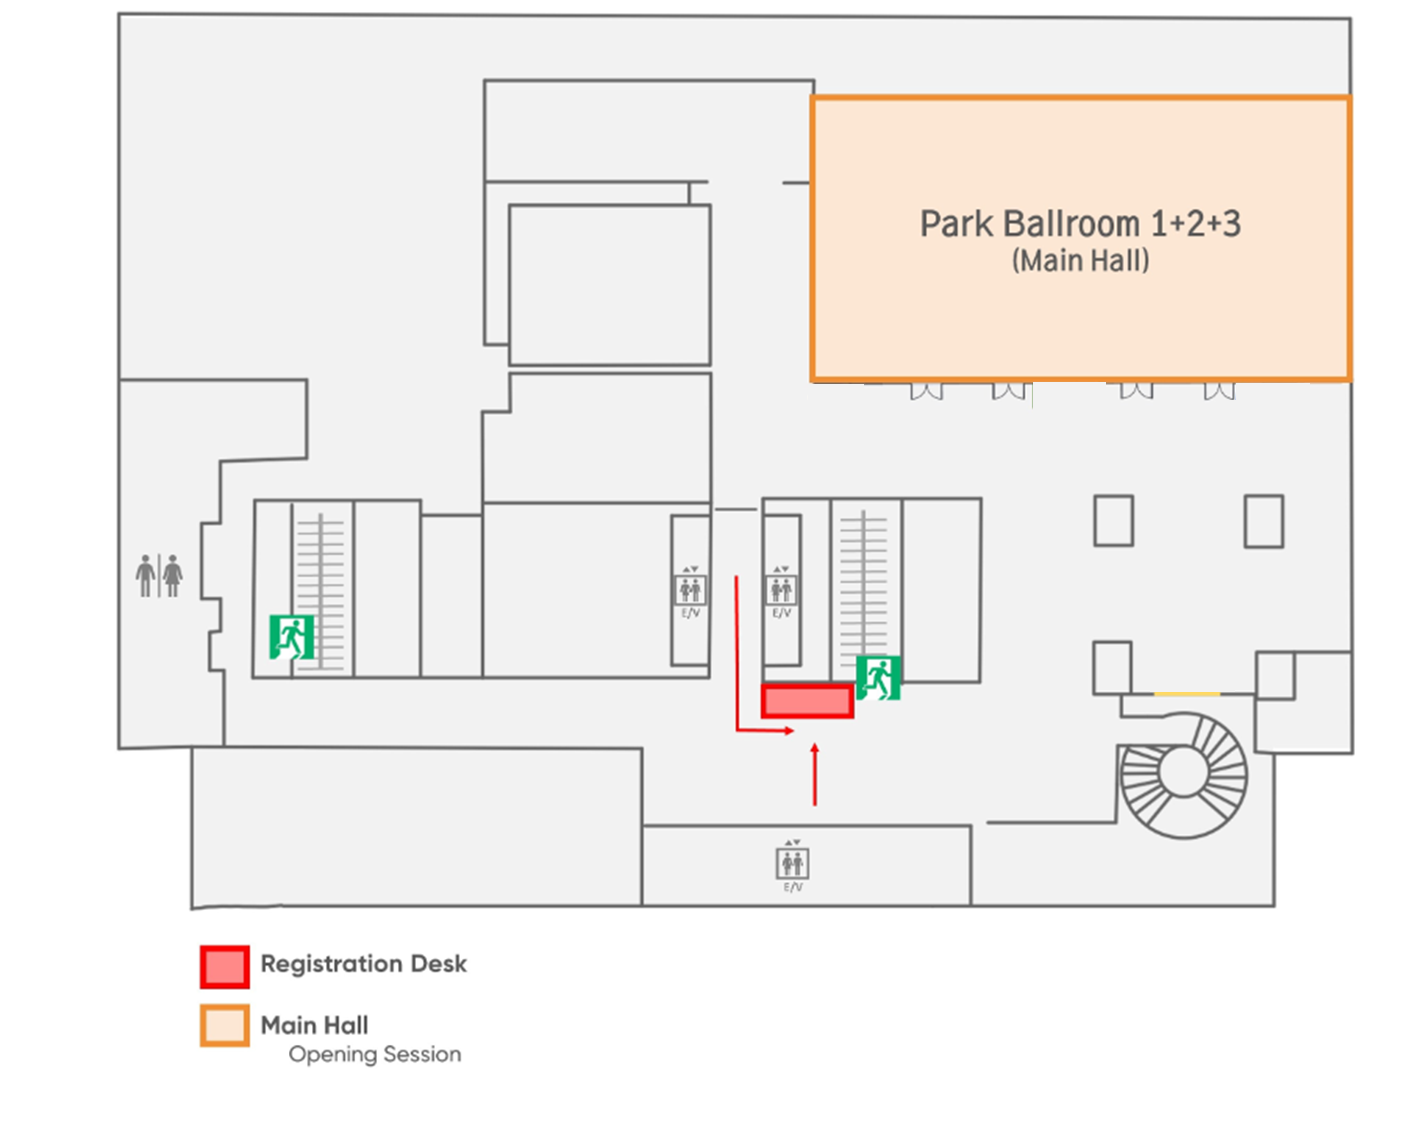 Park Ballroom 1+2+3
(Main Hall)
E/V
E/V
E/V
Registration Desk
Main Hall
Opening Session